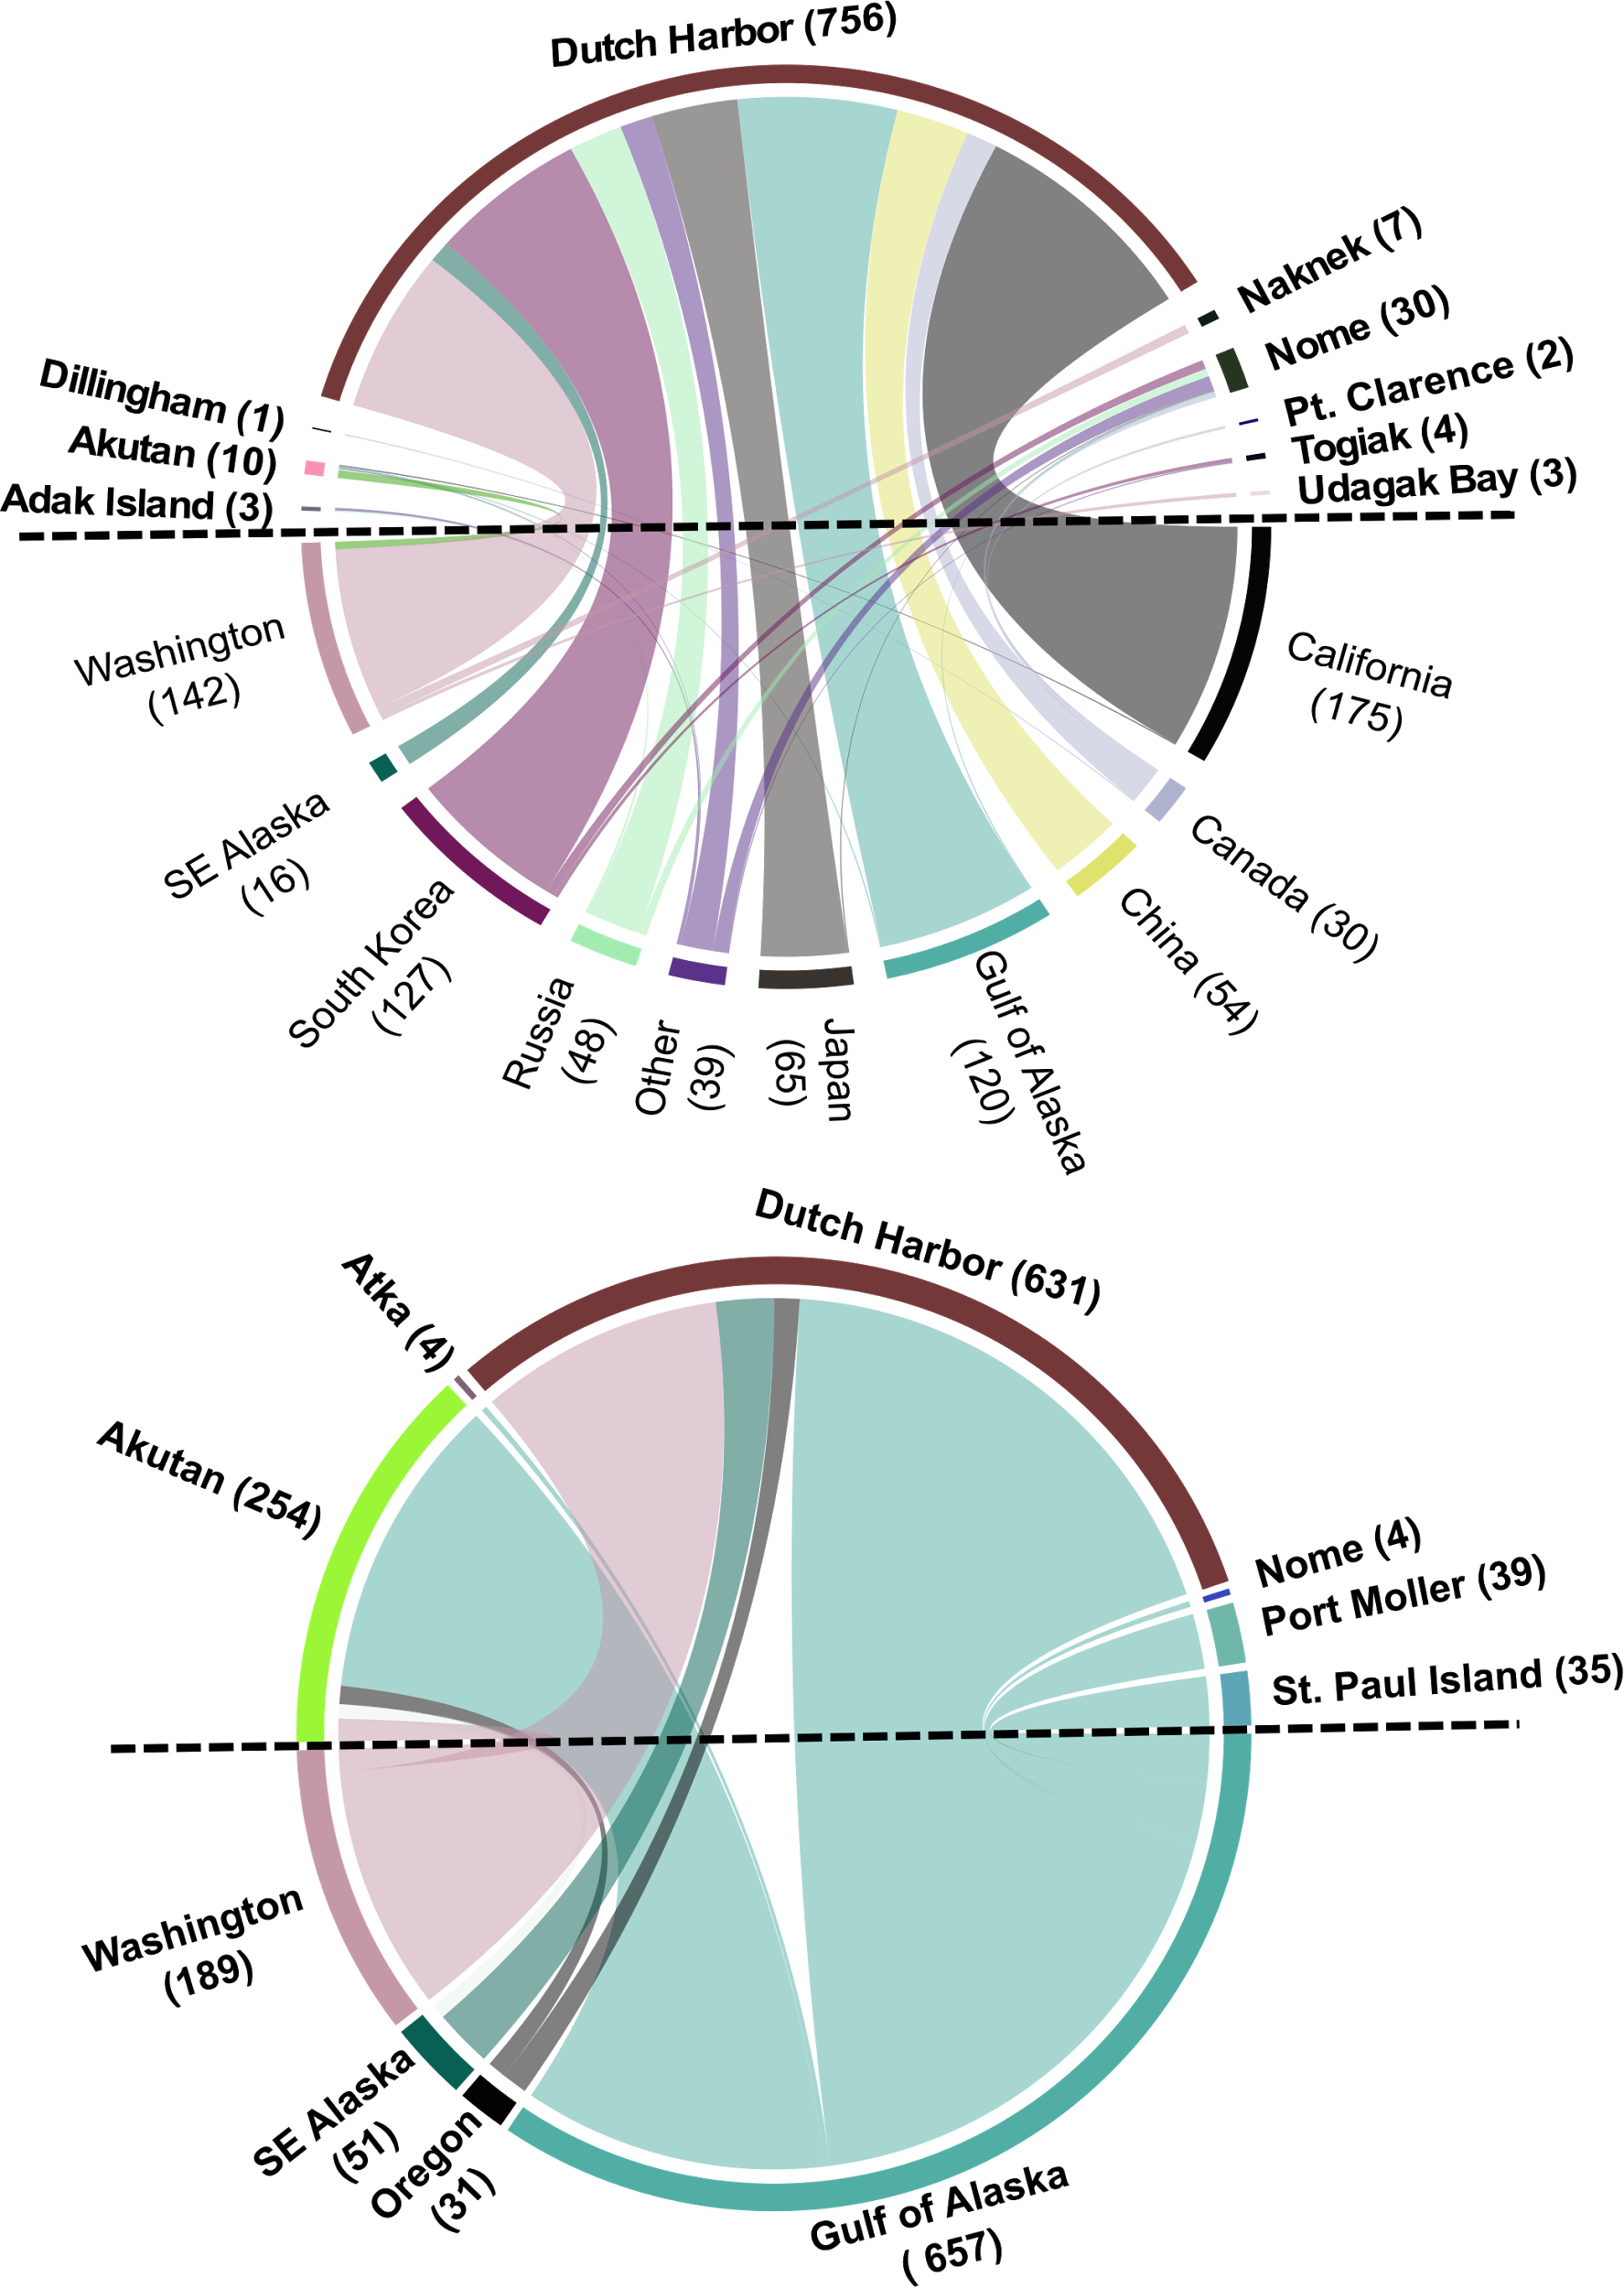 Dutch Harbor (756)
Naknek (7)
Nome (30)
Pt. Clarence (2)
Togiak (4)
Udagak Bay (3)
Dillingham (1)
Akutan (10)
Adak Island (3)
Washington
(142)
SE Alaska
(16)
South Korea
(127)
Russia
(48)
Other
(39)
Japan
(65)
Gulf of Alaska
(120)
China (54)
Canada (30)
California
(175)
Dutch Harbor (631)
Atka (4)
Akutan (254)
Nome (4)
Port Moller (39)
St. Paul Island (35)
Washington
(189)
SE Alaska
(51)
Oregon
(31)
Gulf of Alaska
( 657)